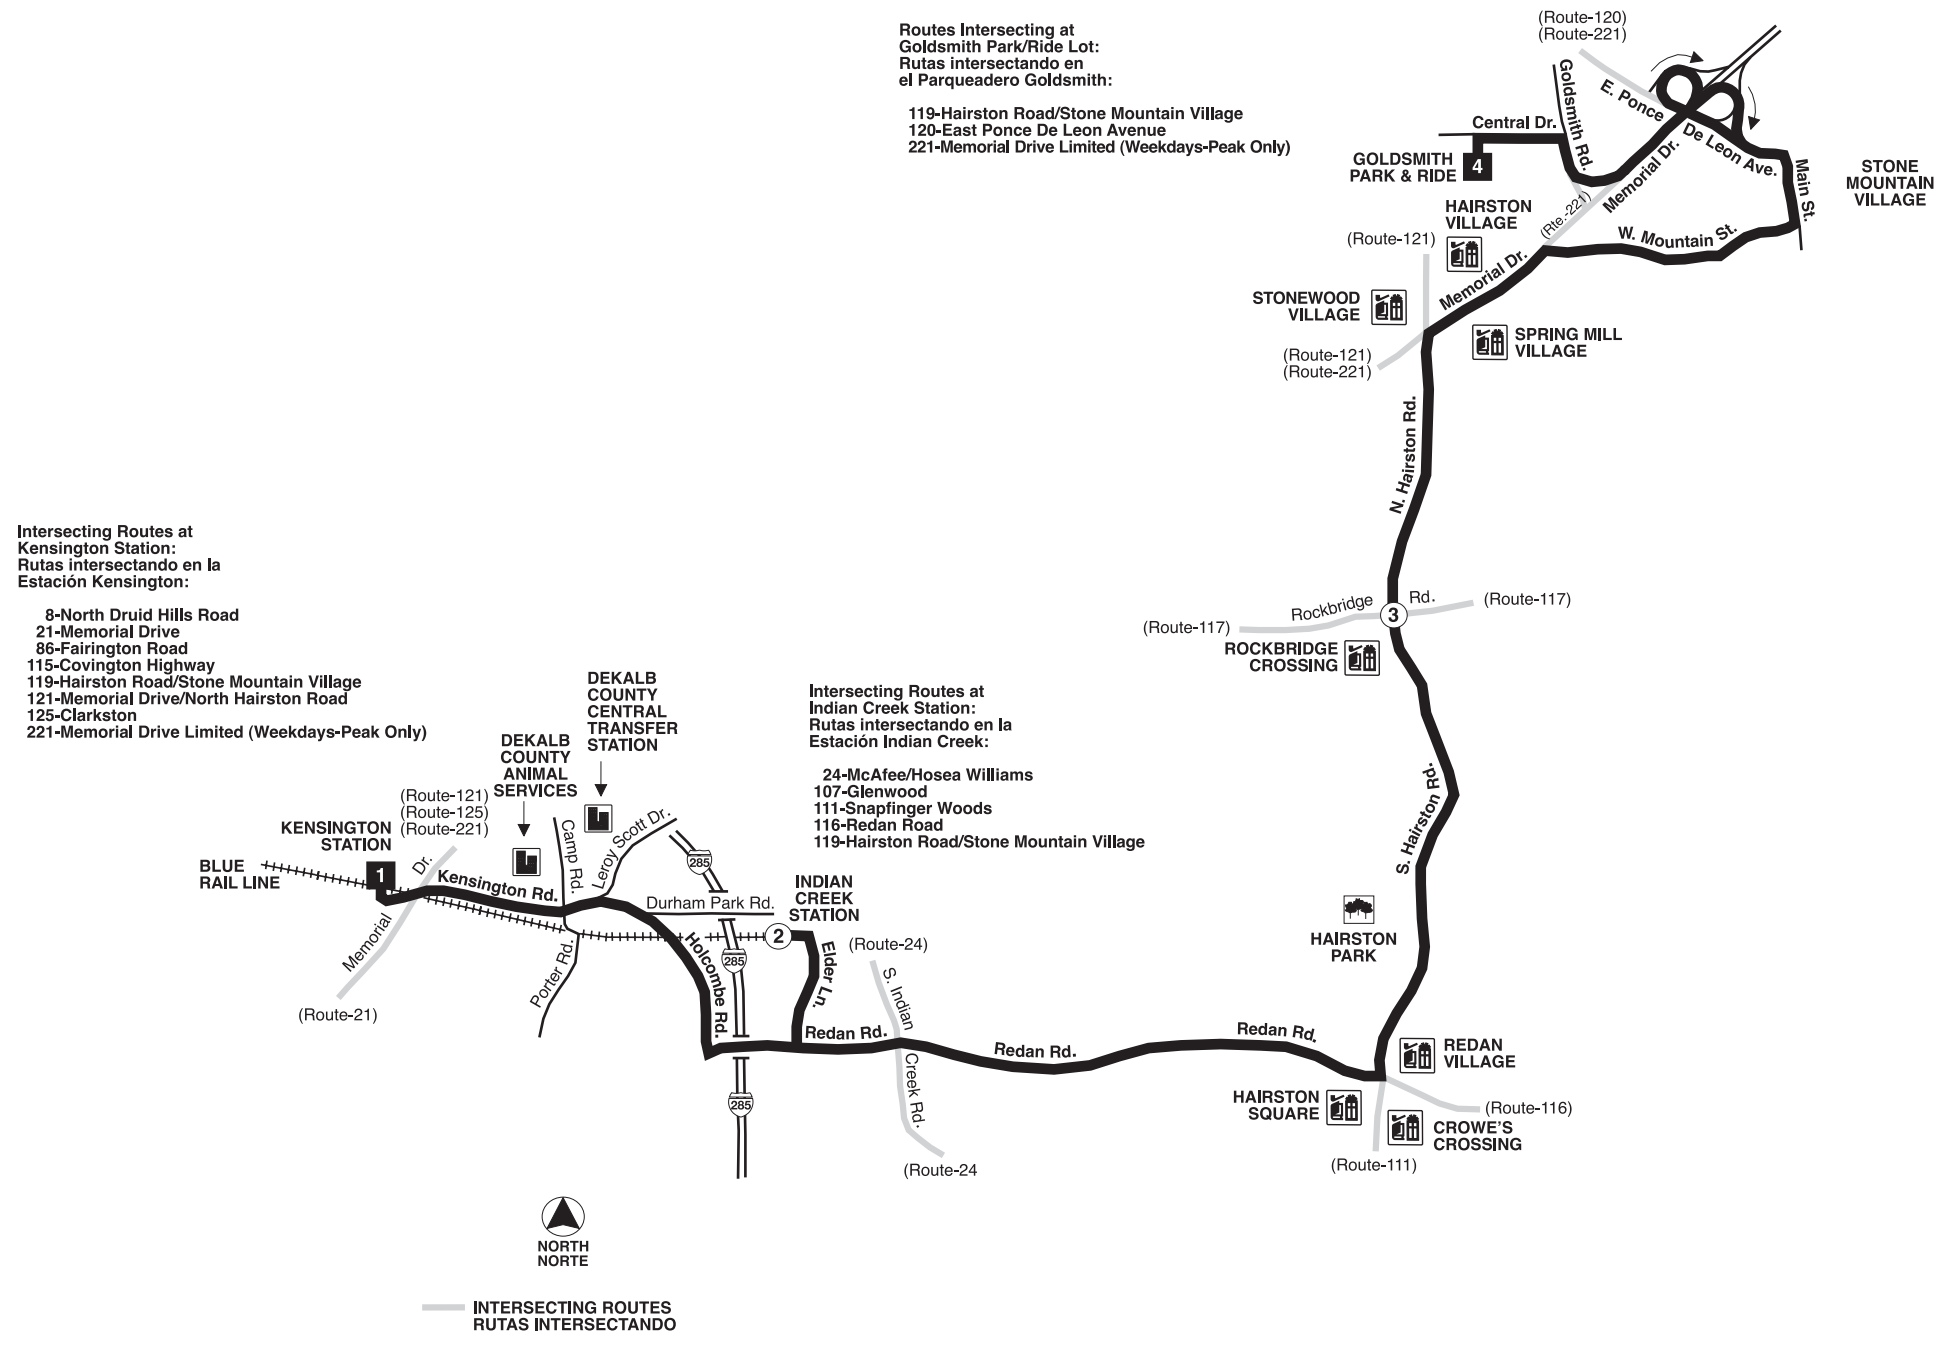 Routes Intersecting at
Goldsmith Park/Ride Lot:
Rutas intersectando en
el Parqueadero Goldsmith:
119-Hairston Road/Stone Mountain Village
120-East Ponce De Leon Avenue
221-Memorial Drive Limited (Weekdays-Peak Only)
(Route-120)
(Route-221)
Goldsmith Rd.
E. Ponce
De Leon Ave.
Central Dr.
GOLDSMITH
PARK & RIDE
4
Memorial Dr.
Main St.
STONE
MOUNTAIN
VILLAGE
(Rte.-221)
HAIRSTON
VILLAGE
(Route-121)
W. Mountain St.
Memorial Dr.
STONEWOOD
VILLAGE
SPRING MILL
VILLAGE
(Route-121)
(Route-221)
N. Hairston Rd.
Rockbridge
Rd.
(Route-117)
3
(Route-117)
ROCKBRIDGE
CROSSING
Intersecting Routes at
Kensington Station:
Rutas intersectando en la
Estación Kensington:
8-North Druid Hills Road
21-Memorial Drive
86-Fairington Road
115-Covington Highway
119-Hairston Road/Stone Mountain Village
121-Memorial Drive/North Hairston Road
125-Clarkston
221-Memorial Drive Limited (Weekdays-Peak Only)
DEKALB
COUNTY
CENTRAL
TRANSFER
STATION
DEKALB
COUNTY
ANIMAL
SERVICES
Intersecting Routes at
Indian Creek Station:
Rutas intersectando en la
Estación Indian Creek:
24-McAfee/Hosea Williams
107-Glenwood
111-Snapfinger Woods
116-Redan Road
119-Hairston Road/Stone Mountain Village
(Route-121)
(Route-125)
(Route-221)
KENSINGTON
STATION
BLUE
RAIL LINE
1
Memorial
Dr.
(Route-21)
Kensington Rd.
Camp Rd.
Leroy Scott Dr.
285
Durham Park Rd.
Porter Rd.
Holcombe Rd.
285
INDIAN
CREEK
STATION
2
Elder Ln.
(Route-24)
S. Indian
Creek Rd.
(Route-24
285
Redan Rd.
Redan Rd.
Redan Rd.
S. Hairston Rd.
HAIRSTON
PARK
REDAN
VILLAGE
HAIRSTON
SQUARE
(Route-116)
CROWE'S
CROSSING
(Route-111)
NORTH
NORTE
INTERSECTING ROUTES
RUTAS INTERSECTANDO